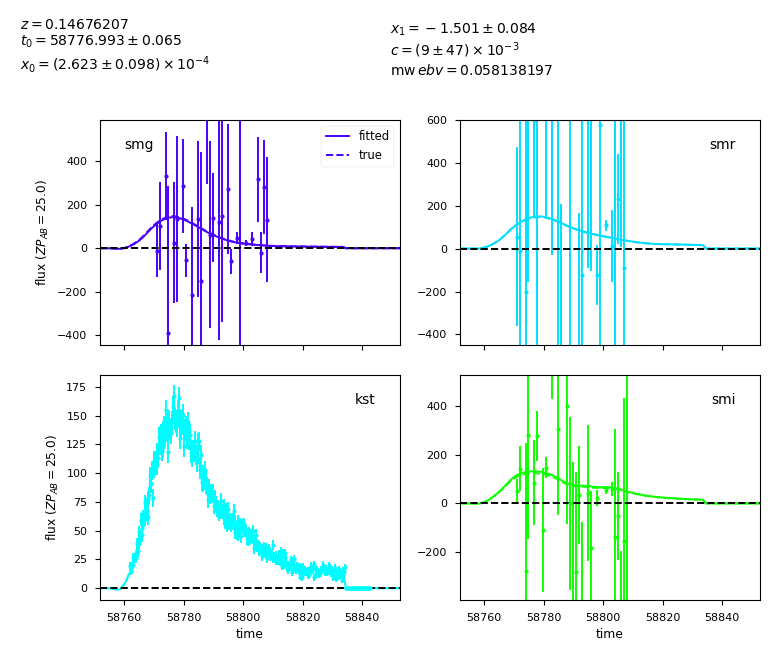 z = 0.14676207
t₀ = 58776.993 ± 0.065
x₀ = (2.623 ± 0.098) × 10⁻⁴
x₁ = −1.501 ± 0.084
c = (9 ± 47) × 10⁻³
mw ebv = 0.058138197
smg
fitted
true
400
200
0
−200
−400
flux (ZP_AB = 25.0)
smr
600
400
200
0
−200
−400
kst
175
150
125
100
75
50
25
0
flux (ZP_AB = 25.0)
58760 58780 58800 58820 58840
time
smi
400
200
0
−200
58760 58780 58800 58820 58840
time